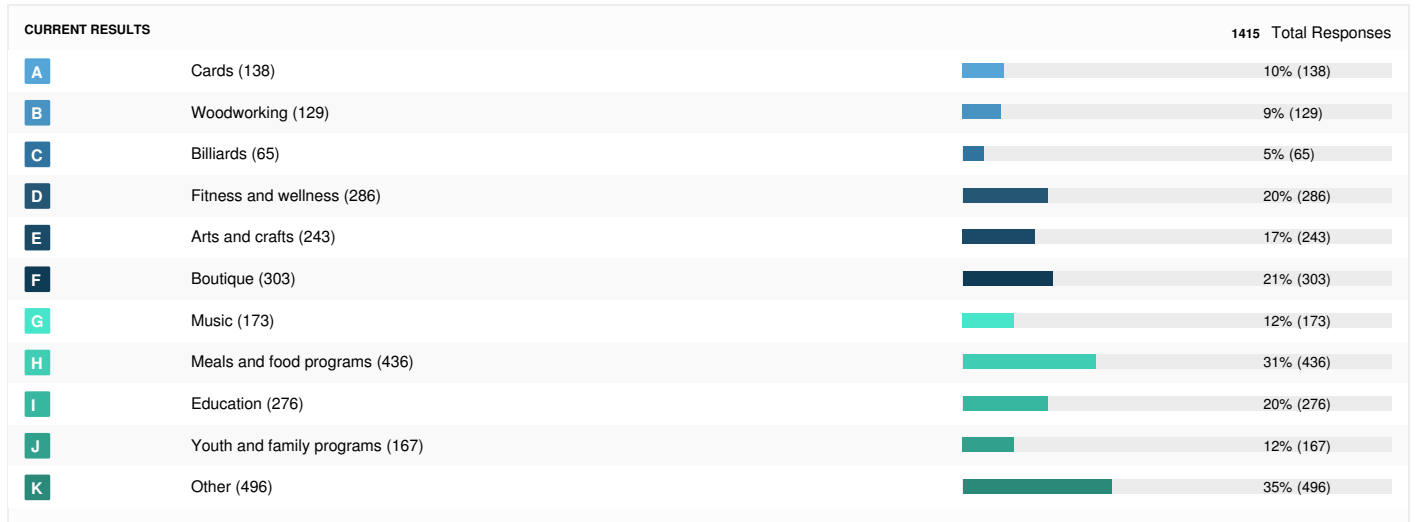 CURRENT RESULTS 1415 Total Responses
A Cards (138) 10% (138)
B Woodworking (129) 9% (129)
C Billiards (65) 5% (65)
D Fitness and wellness (286) 20% (286)
E Arts and crafts (243) 17% (243)
F Boutique (303) 21% (303)
G Music (173) 12% (173)
H Meals and food programs (436) 31% (436)
I Education (276) 20% (276)
J Youth and family programs (167) 12% (167)
K Other (496) 35% (496)